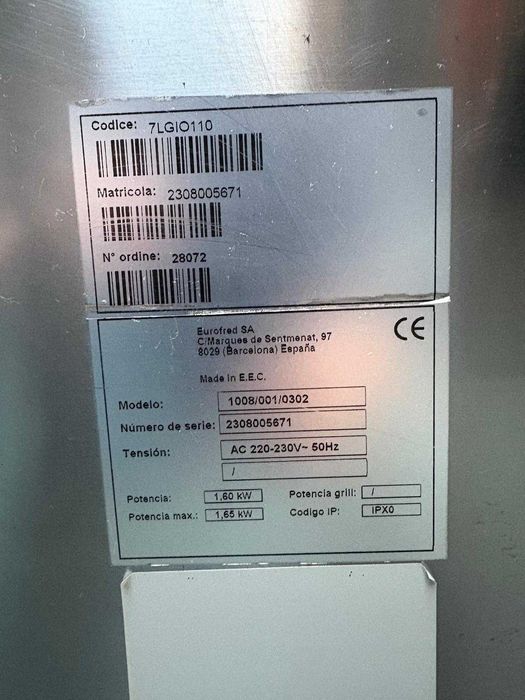 Codice: 7LGIO110
Matricola: 2308005671
N° ordine: 28072
Eurofred SA
C/Marques de Sentmenat, 97
8029 (Barcelona) España
CE
Made in E.E.C.
Modelo: 1008/001/0302
Número de serie: 2308005671
Tensión: AC 220-230V~ 50Hz
/
Potencia: 1,60 kW Potencia grill: /
Potencia max.: 1,65 kW Codigo IP: IPX0